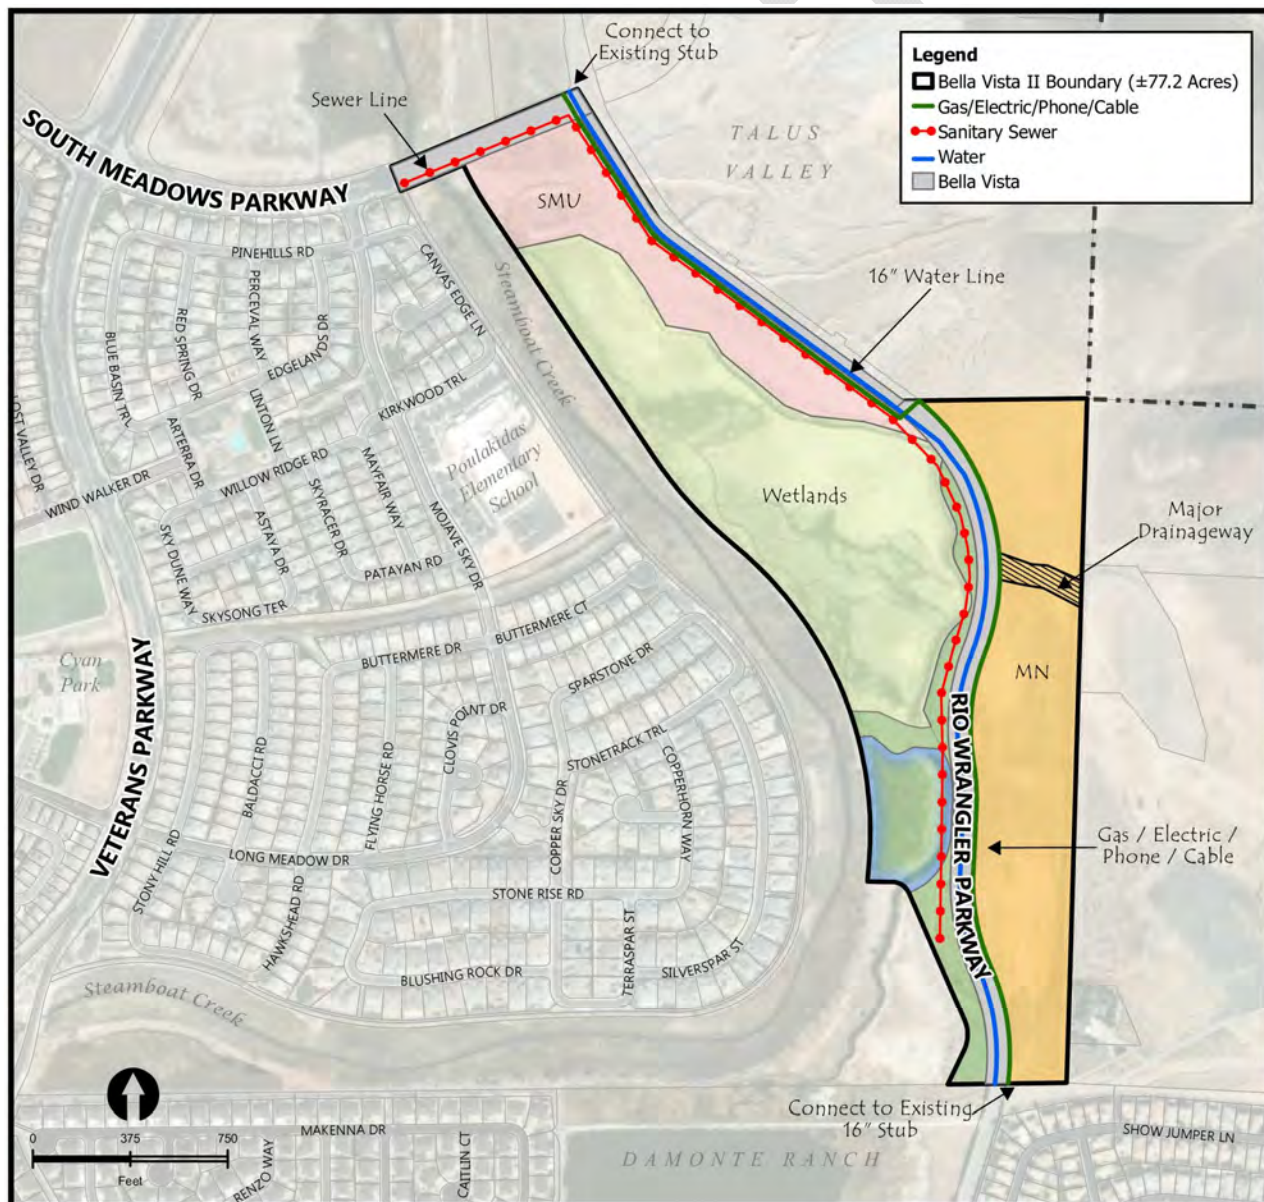 Connect to
Existing Stub
Sewer Line
Legend
Bella Vista II Boundary (±77.2 Acres)
Gas/Electric/Phone/Cable
Sanitary Sewer
Water
Bella Vista
TALUS
VALLEY
SOUTH MEADOWS PARKWAY
SMU
PINEHILLS RD
CANVAS EDGE LN
Steamboat Creek
16" Water Line
PERCEVAL WAY
RED SPRING DR
EDGELANDS DR
BLUE BASIN TRL
LINTON LN
KIRKWOOD TRL
LOST VALLEY DR
ARTERRA DR
WILLOW RIDGE RD
MAYFAIR WAY
Poulakidas
Elementary
School
WIND WALKER DR
SKYRACER DR
ASTAYA DR
MOJAVE SKY DR
Wetlands
Major
Drainageway
SKY DUNE WAY
PATAYAN RD
SKYSONG TER
BUTTERMERE CT
BUTTERMERE DR
SPARSTONE DR
Cyan
Park
MN
VETERANS PARKWAY
BALDACCI RD
FLYING HORSE RD
CLOVIS POINT DR
STONETRACK TRL
COPPERHORN WAY
RIO WRANGLER PARKWAY
COPPER SKY DR
Gas / Electric /
Phone / Cable
STONY HILL RD
LONG MEADOW DR
HAWKSHEAD RD
STONE RISE RD
TERRASPAR ST
SILVERSPAR ST
BLUSHING ROCK DR
Steamboat Creek
Connect to Existing
16" Stub
0 375 750
Feet
MAKENNA DR
RENZO WAY
CAITLIN CT
DAMONTE RANCH
SHOW JUMPER LN